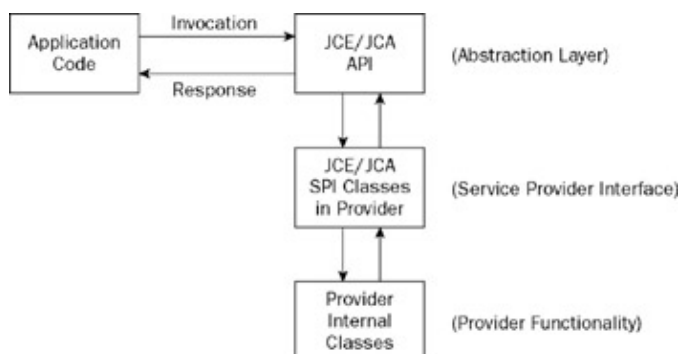 Invocation
Application
Code
JCE/JCA
API
(Abstraction Layer)
Response
JCE/JCA
SPI Classes
in Provider
(Service Provider Interface)
Provider
Internal
Classes
(Provider Functionality)